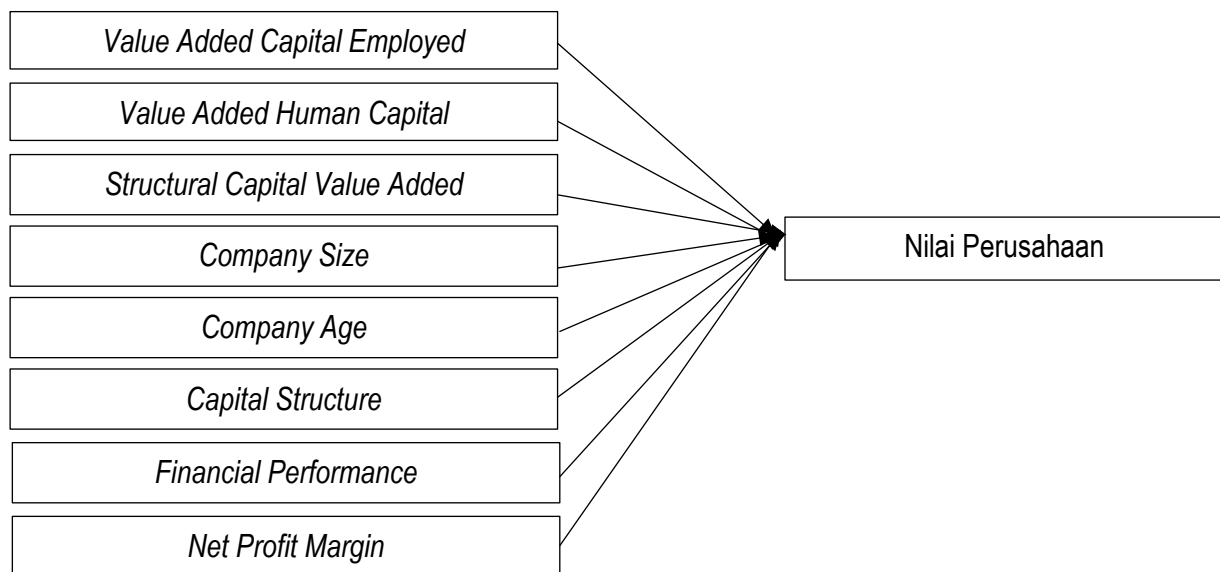 Value Added Capital Employed
Value Added Human Capital
Structural Capital Value Added
Company Size
Company Age
Capital Structure
Financial Performance
Net Profit Margin
Nilai Perusahaan